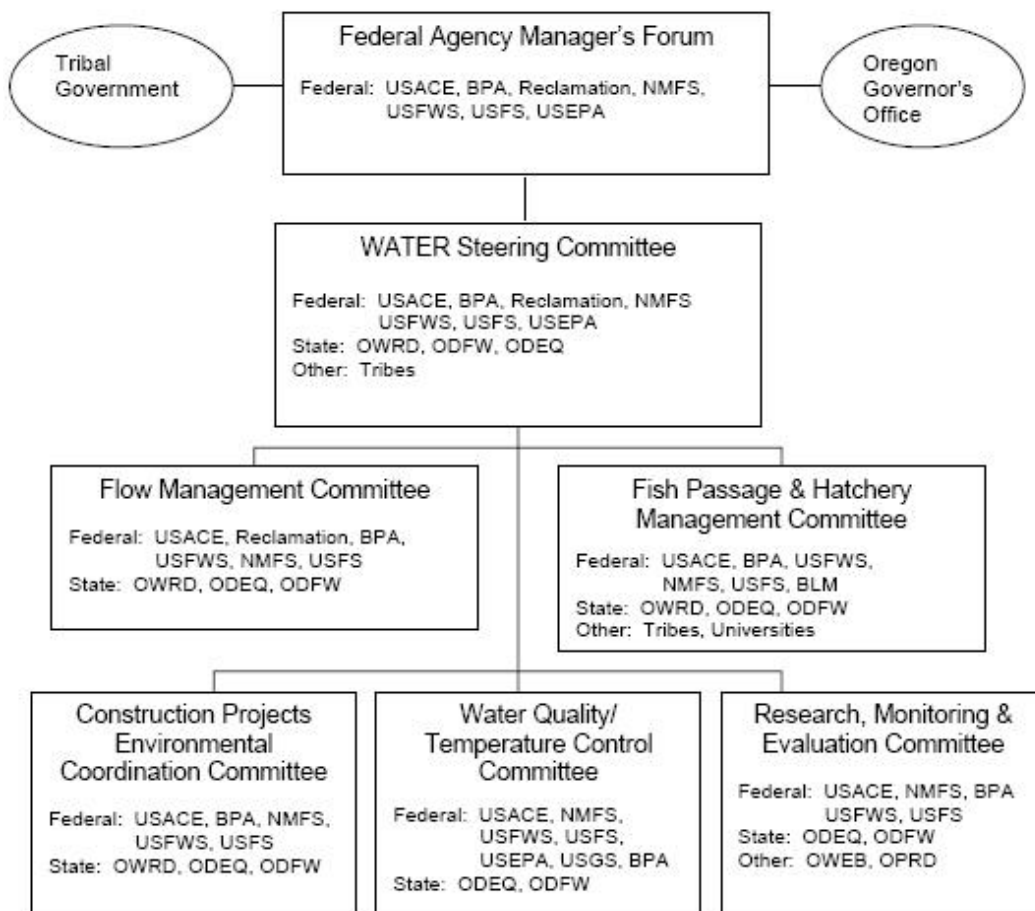 Tribal
Government
Federal Agency Manager's Forum
Federal: USACE, BPA, Reclamation, NMFS,
USFWS, USFS, USEPA
Oregon
Governor's
Office
WATER Steering Committee
Federal: USACE, BPA, Reclamation, NMFS
USFWS, USFS, USEPA
State: OWRD, ODFW, ODEQ
Other: Tribes
Flow Management Committee
Federal: USACE, Reclamation, BPA,
USFWS, NMFS, USFS
State: OWRD, ODEQ, ODFW
Fish Passage & Hatchery
Management Committee
Federal: USACE, BPA, USFWS,
NMFS, USFS, BLM
State: OWRD, ODEQ, ODFW
Other: Tribes, Universities
Construction Projects
Environmental
Coordination Committee
Federal: USACE, BPA, NMFS,
USFWS, USFS
State: OWRD, ODEQ, ODFW
Water Quality/
Temperature Control
Committee
Federal: USACE, NMFS,
USFWS, USFS,
USEPA, USGS, BPA
State: ODEQ, ODFW
Research, Monitoring &
Evaluation Committee
Federal: USACE, NMFS, BPA
USFWS, USFS
State: ODEQ, ODFW
Other: OWEB, OPRD